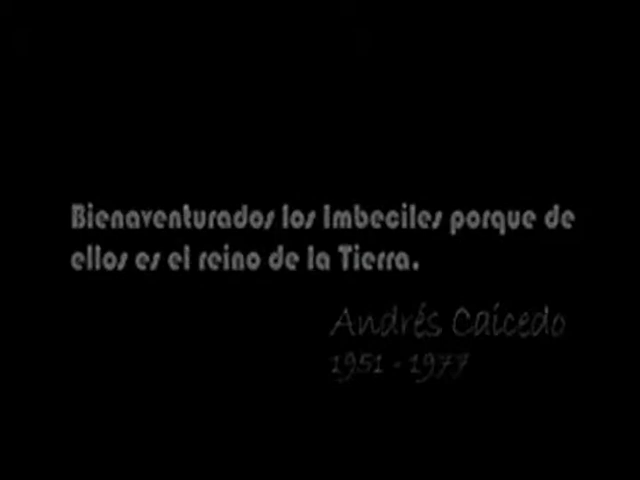 Bienaventurados los Imbeciles porque de
ellos es el reino de la Tierra.
Andrés Caicedo
1951 - 1977